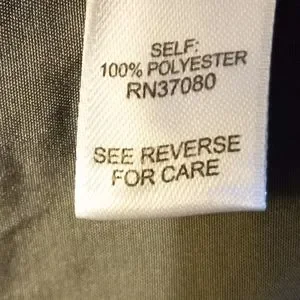 SELF:
100% POLYESTER
RN37080
SEE REVERSE
FOR CARE